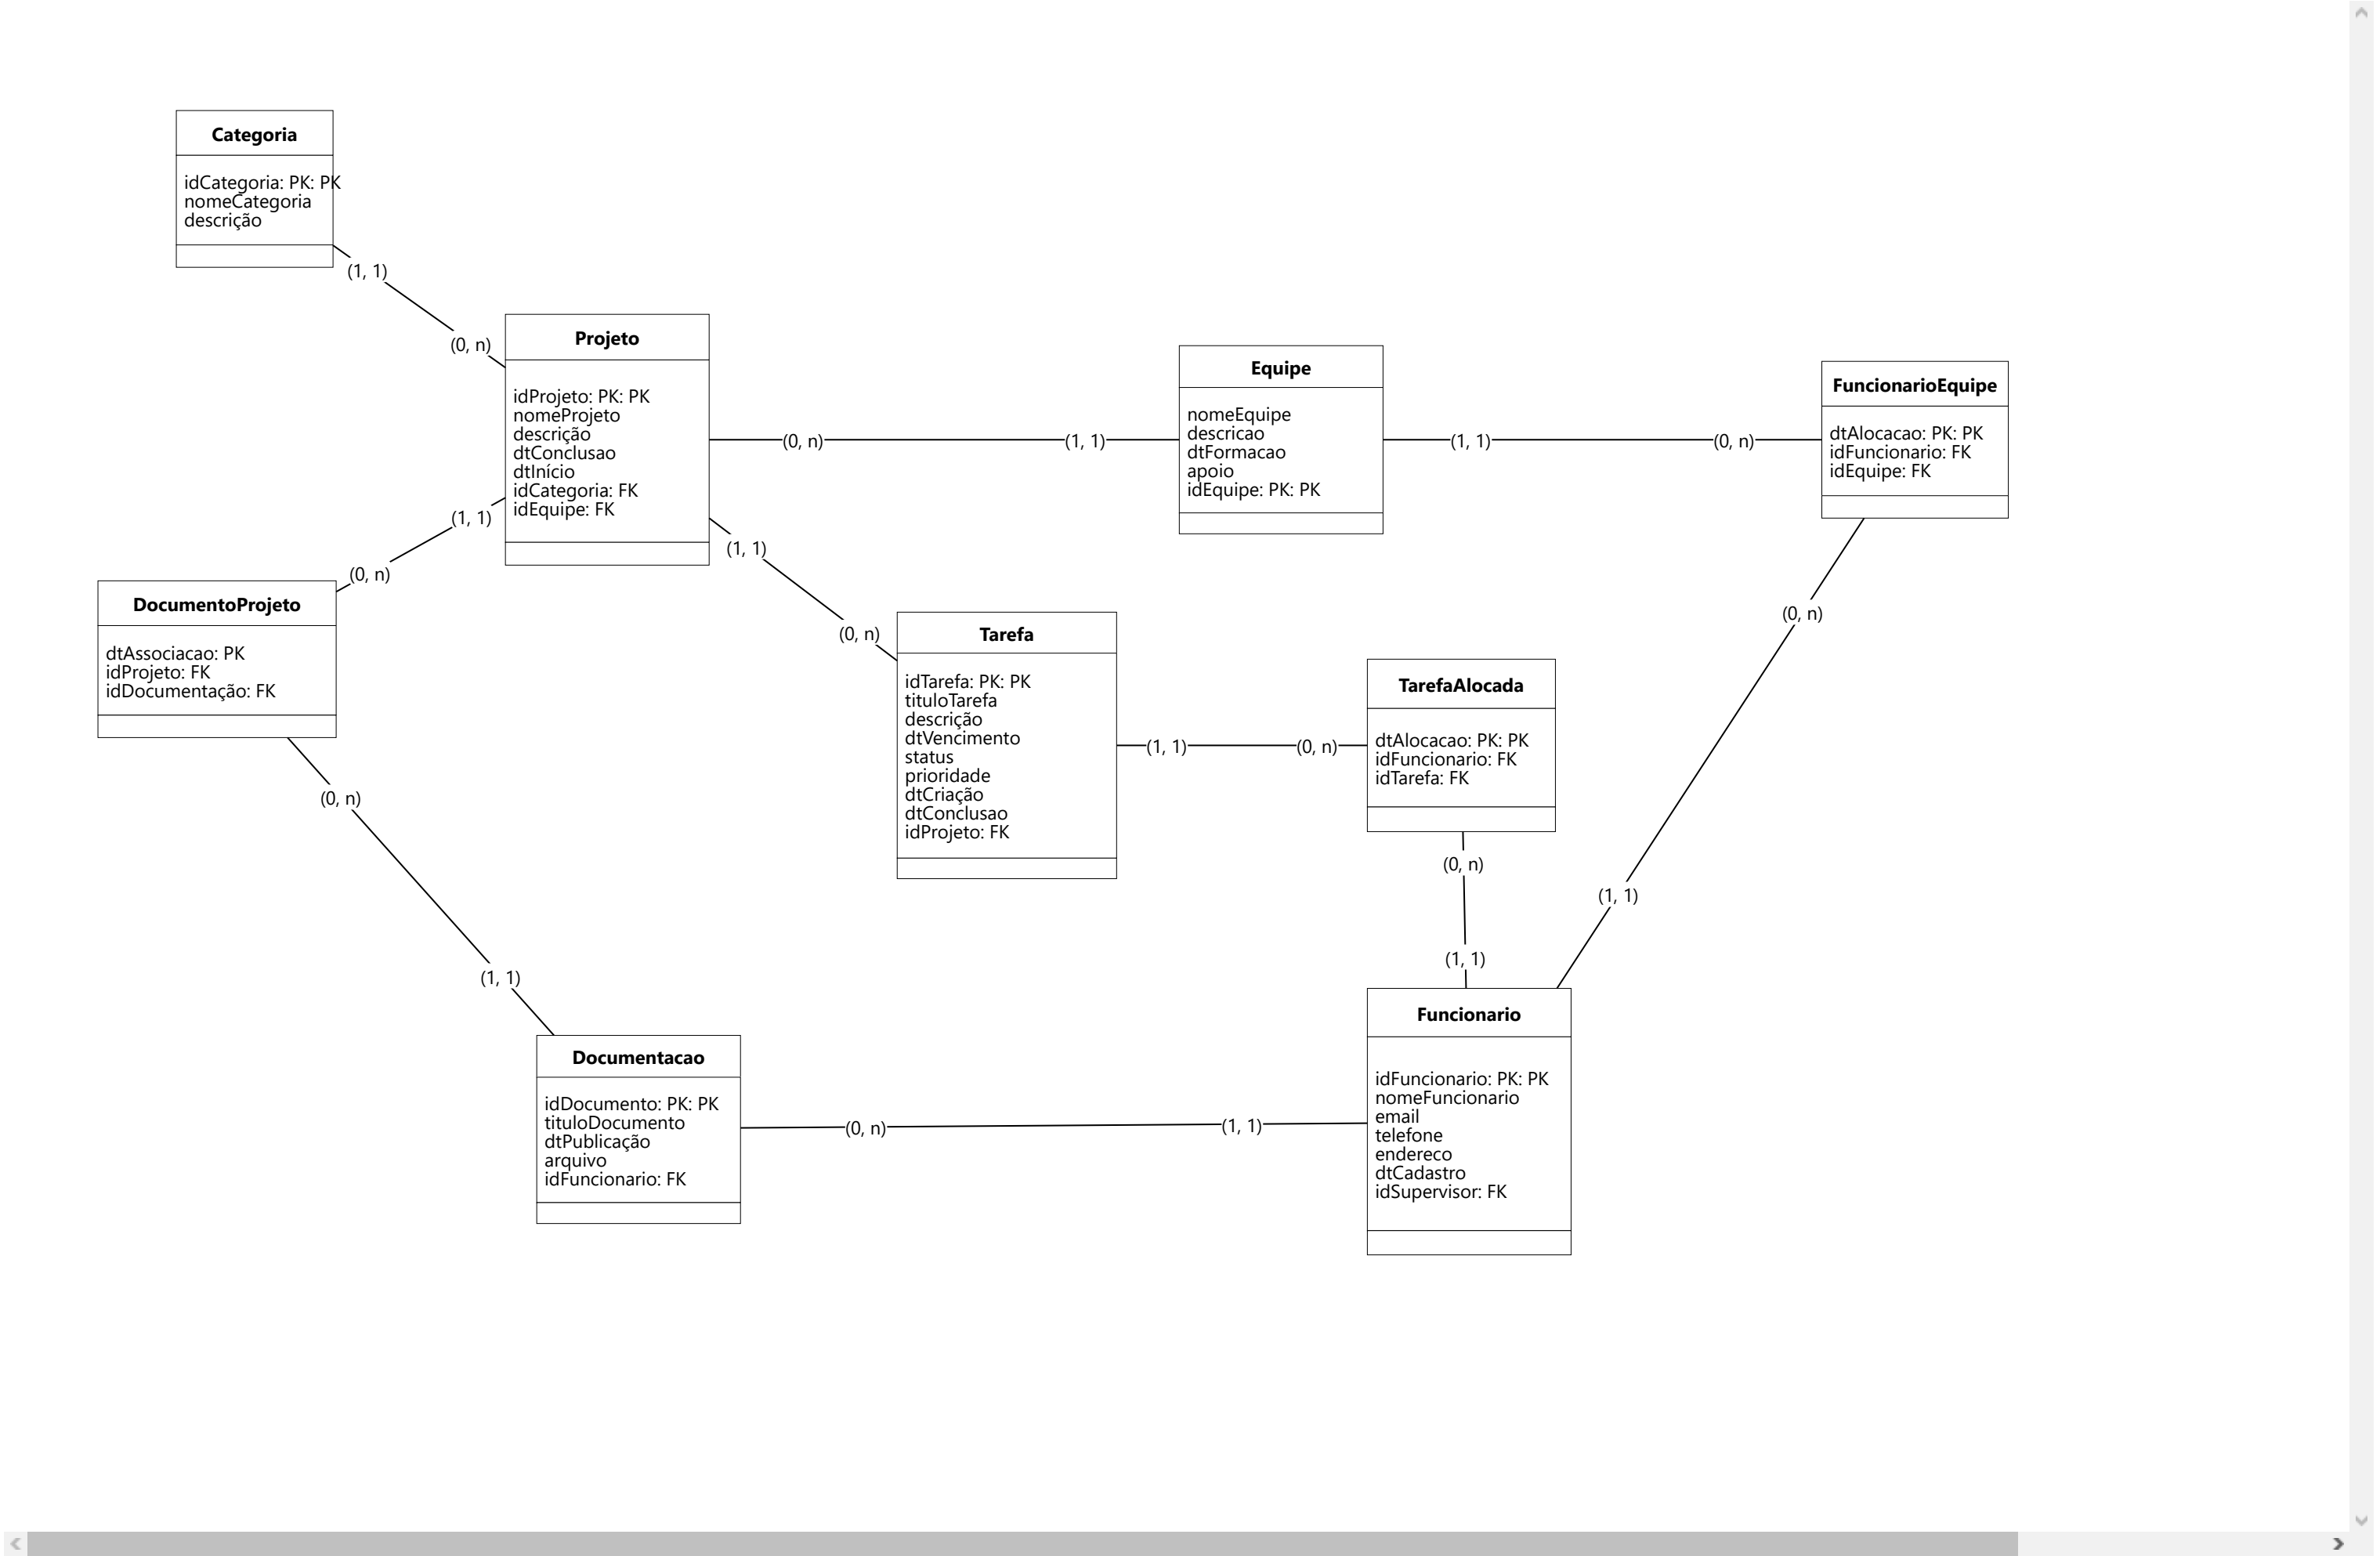 Categoria
idCategoria: PK: PK
nomeCategoria
descrição
(1, 1)
(0, n)
Projeto
idProjeto: PK: PK
nomeProjeto
descrição
dtConclusao
dtInício
idCategoria: FK
idEquipe: FK
(0, n)
(1, 1)
Equipe
nomeEquipe
descricao
dtFormacao
apoio
idEquipe: PK: PK
(1, 1)
(0, n)
FuncionarioEquipe
dtAlocacao: PK: PK
idFuncionario: FK
idEquipe: FK
(1, 1)
(0, n)
DocumentoProjeto
dtAssociacao: PK
idProjeto: FK
idDocumentação: FK
(1, 1)
(0, n)
Tarefa
idTarefa: PK: PK
tituloTarefa
descrição
dtVencimento
status
prioridade
dtCriação
dtConclusao
idProjeto: FK
(1, 1)
(0, n)
TarefaAlocada
dtAlocacao: PK: PK
idFuncionario: FK
idTarefa: FK
(0, n)
(1, 1)
(0, n)
(1, 1)
(0, n)
(1, 1)
Documentacao
idDocumento: PK: PK
tituloDocumento
dtPublicação
arquivo
idFuncionario: FK
(0, n)
(1, 1)
Funcionario
idFuncionario: PK: PK
nomeFuncionario
email
telefone
endereco
dtCadastro
idSupervisor: FK